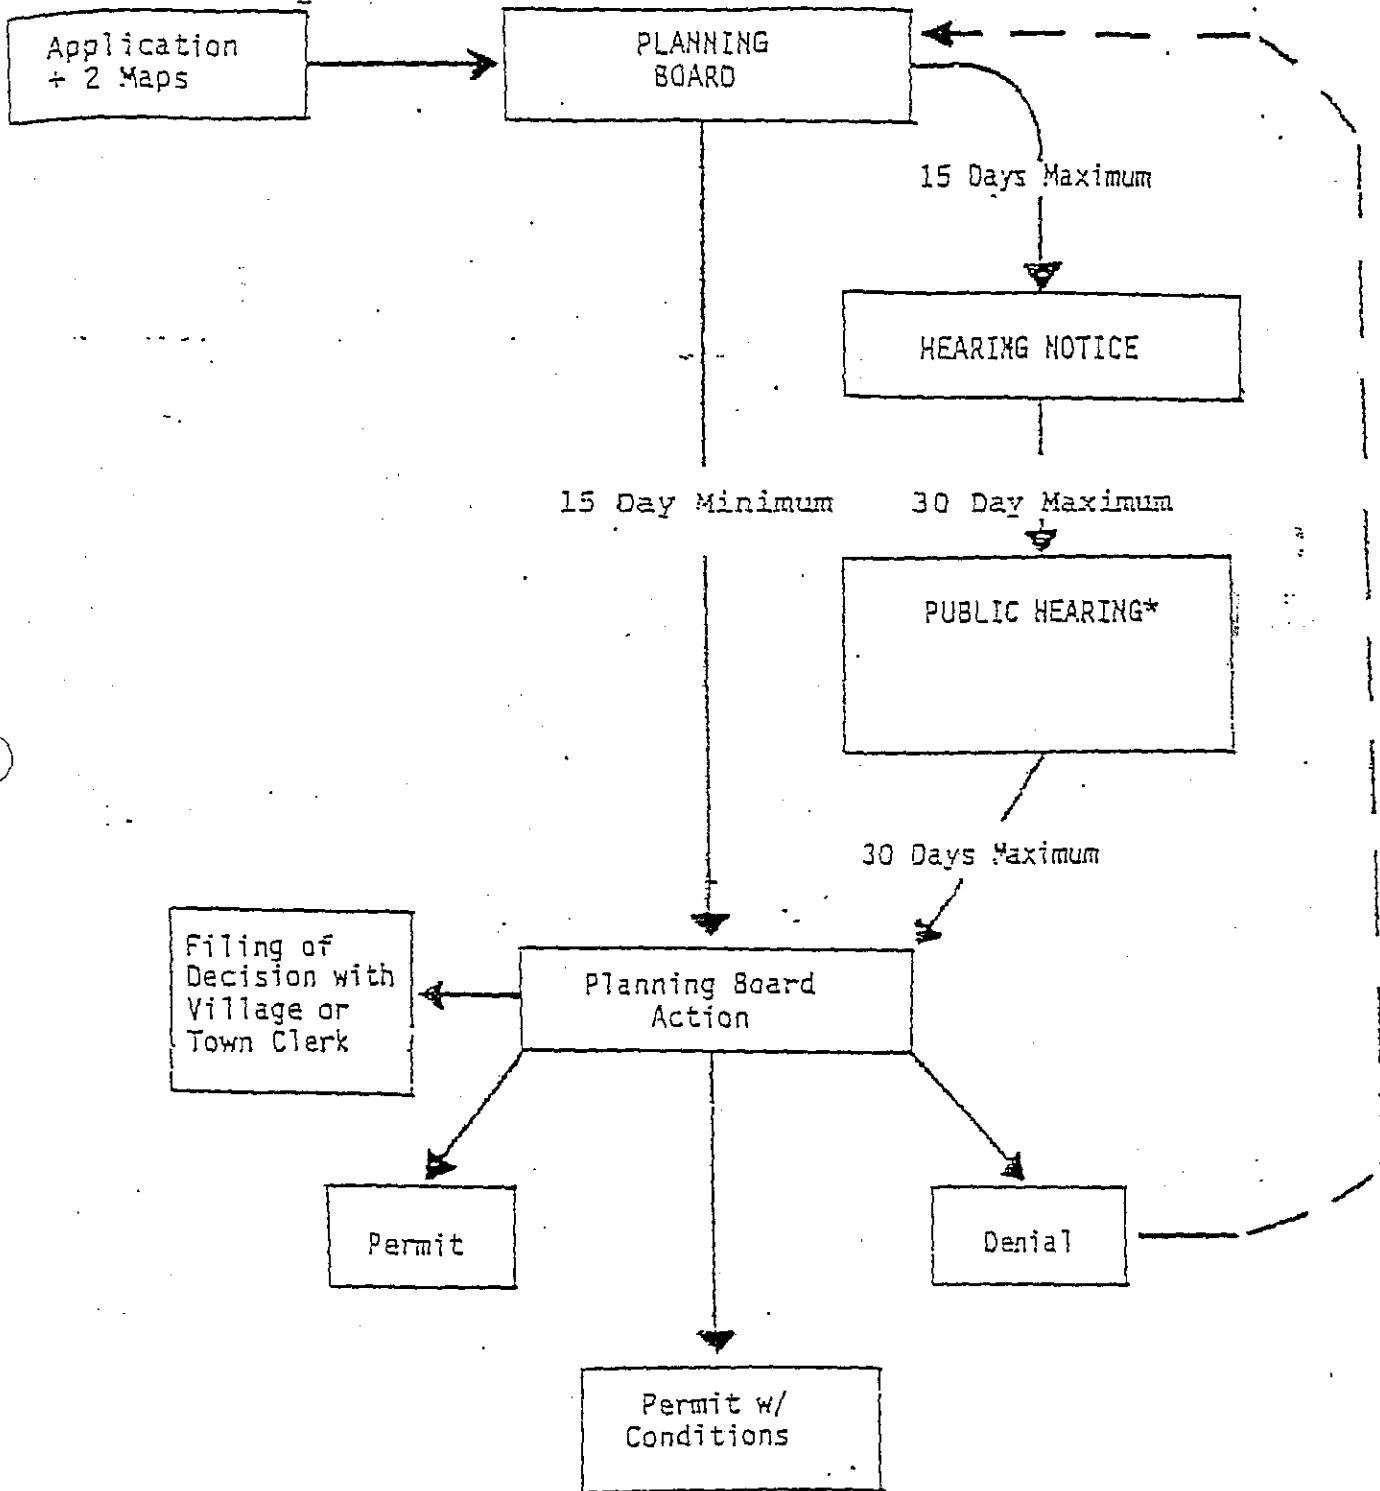 Application
+ 2 Maps
PLANNING
BOARD
15 Days Maximum
HEARING NOTICE
15 Day Minimum
30 Day Maximum
PUBLIC HEARING*
30 Days Maximum
Filing of
Decision with
Village or
Town Clerk
Planning Board
Action
Permit
Denial
Permit w/
Conditions